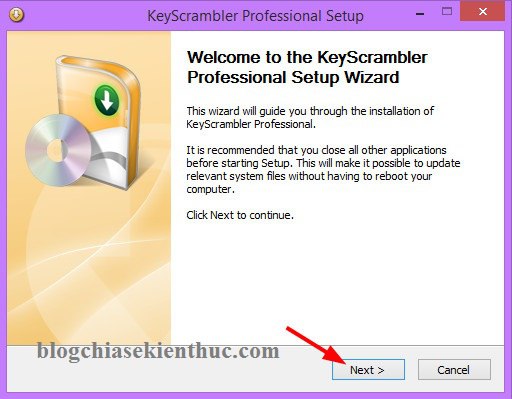 KeyScrambler Professional Setup
Welcome to the KeyScrambler
Professional Setup Wizard
This wizard will guide you through the installation of
KeyScrambler Professional.
It is recommended that you close all other applications
before starting Setup. This will make it possible to update
relevant system files without having to reboot your
computer.
Click Next to continue.
blogchiasekienthuc.com
Next >
Cancel